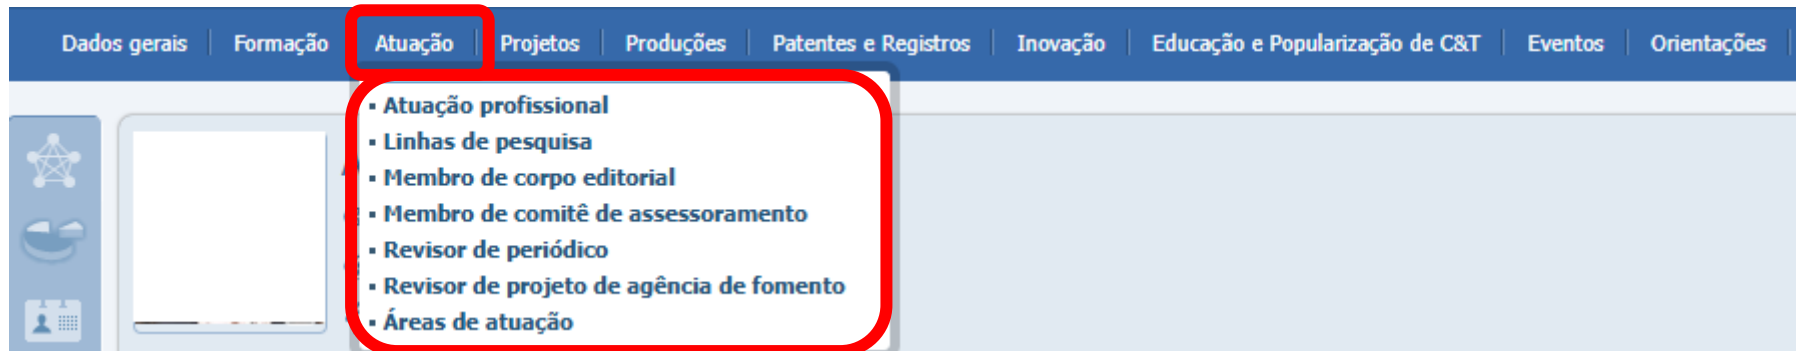 Dados gerais Formação Atuação Projetos Produções Patentes e Registros Inovação Educação e Popularização de C&T Eventos Orientações
▪ Atuação profissional
▪ Linhas de pesquisa
▪ Membro de corpo editorial
▪ Membro de comitê de assessoramento
▪ Revisor de periódico
▪ Revisor de projeto de agência de fomento
▪ Áreas de atuação